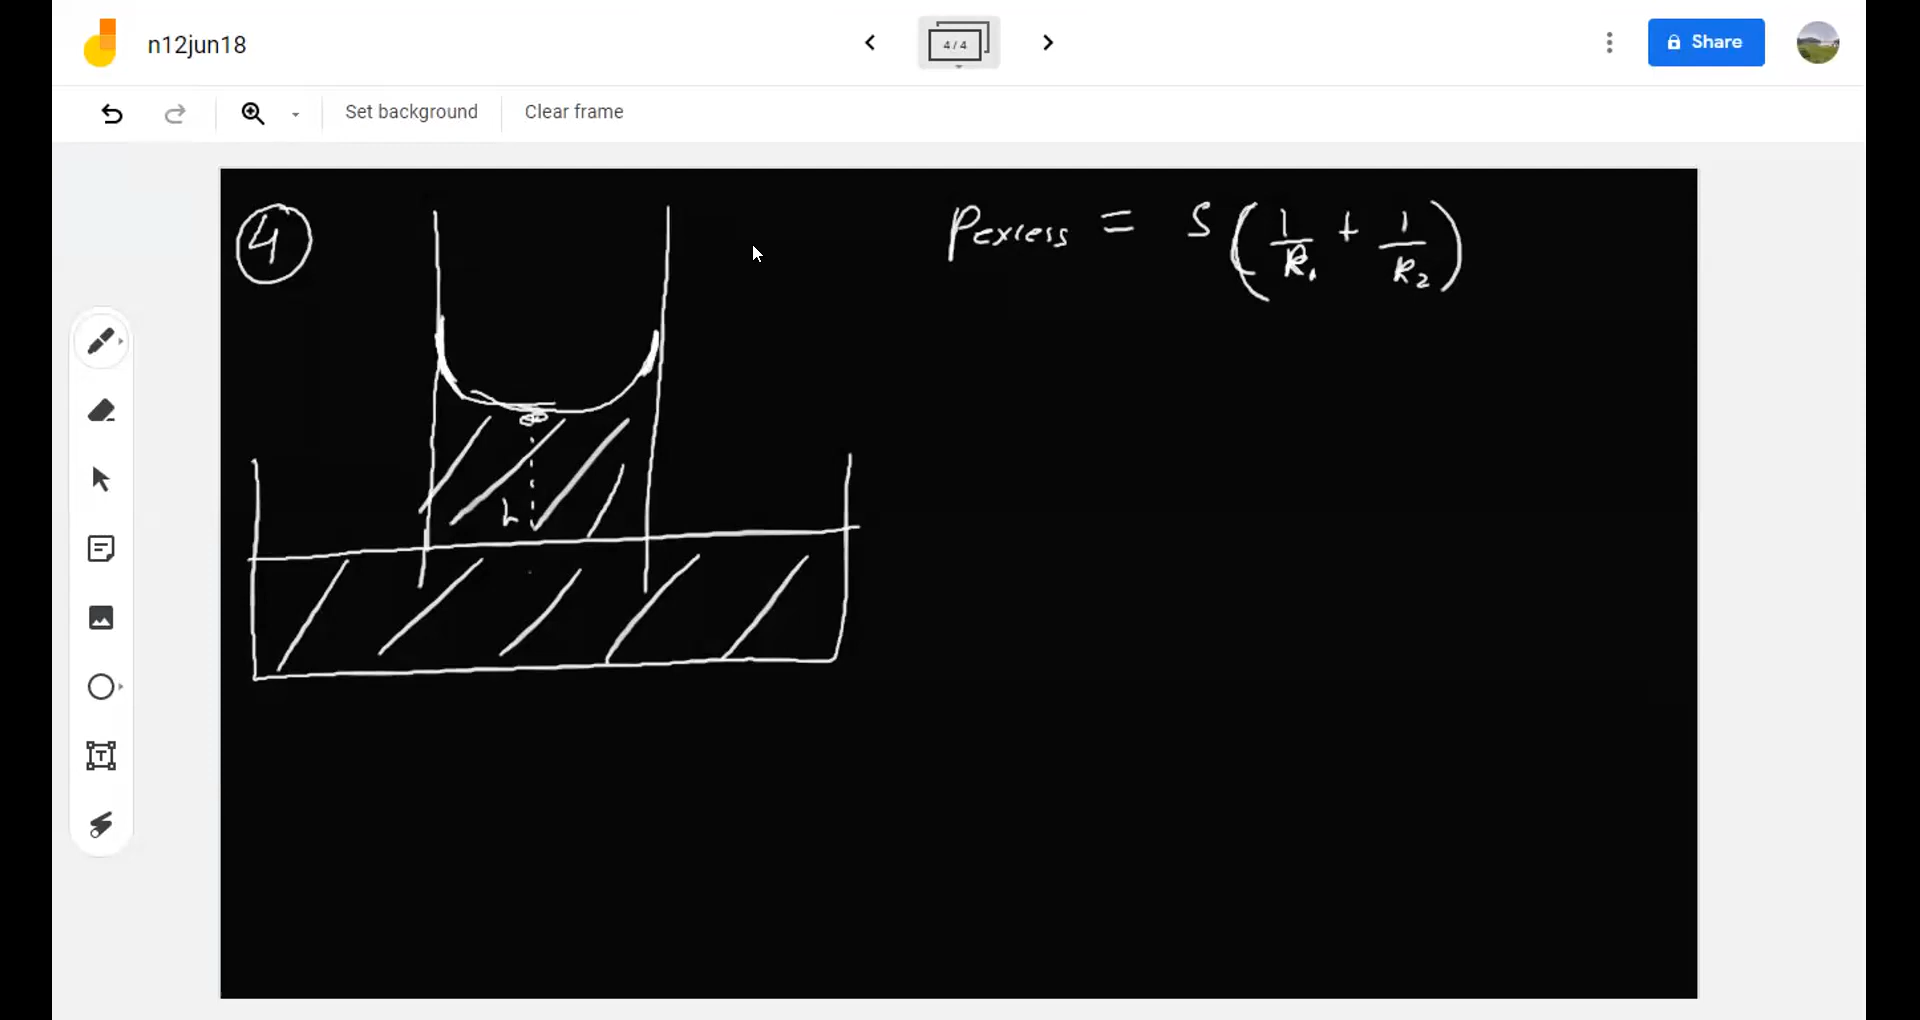 n12jun18
4 / 4
Share
Set background
Clear frame
4
Pexcess = S ( 1/R1 + 1/R2 )
h
T